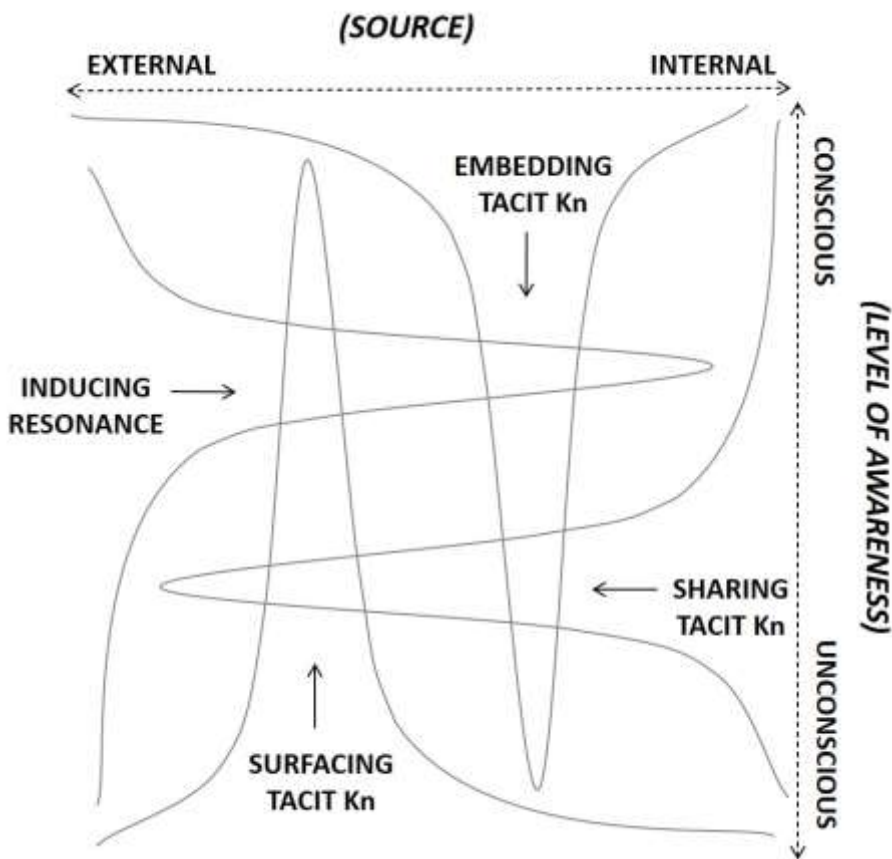 (SOURCE)
EXTERNAL
INTERNAL
EMBEDDING
TACIT Kn
CONSCIOUS
(LEVEL OF AWARENESS)
INDUCING
RESONANCE
SHARING
TACIT Kn
UNCONSCIOUS
SURFACING
TACIT Kn